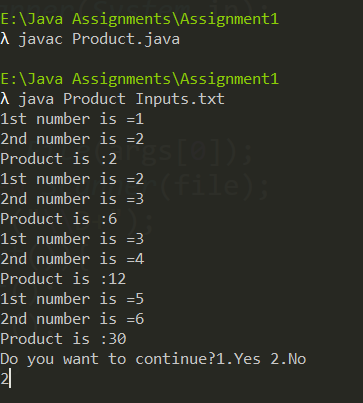 E:\Java Assignments\Assignment1
λ javac Product.java
E:\Java Assignments\Assignment1
λ java Product Inputs.txt
1st number is =1
2nd number is =2
Product is :2
1st number is =2
2nd number is =3
Product is :6
1st number is =3
2nd number is =4
Product is :12
1st number is =5
2nd number is =6
Product is :30
Do you want to continue?1.Yes 2.No
2